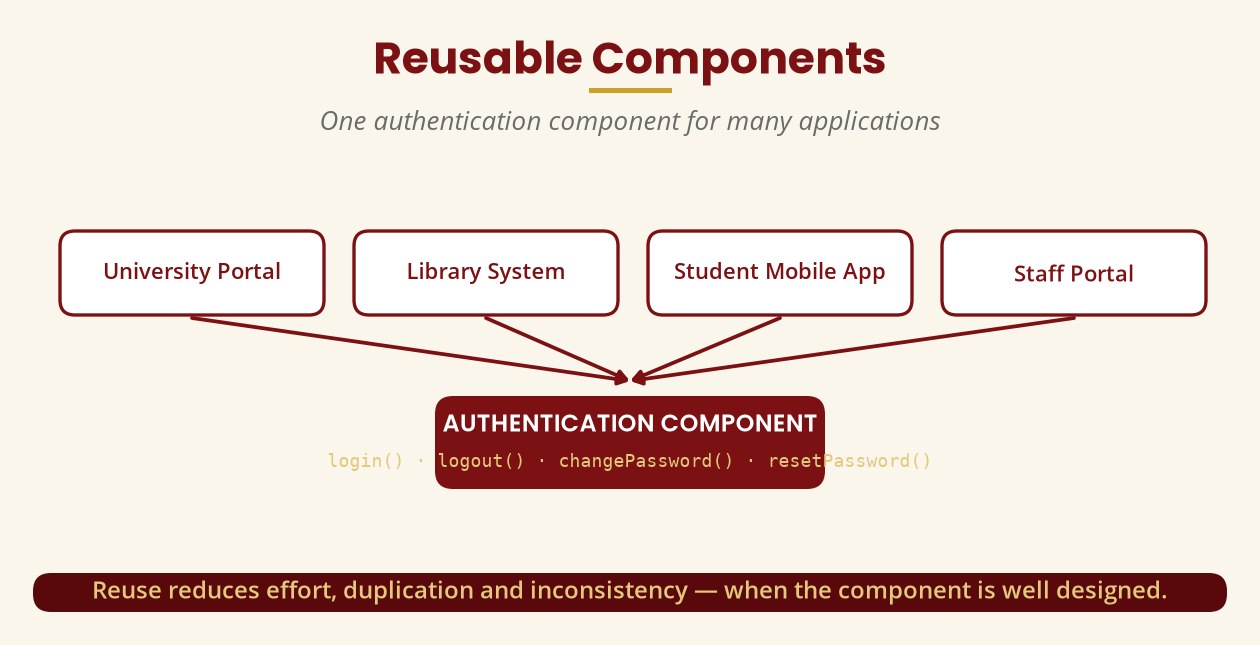 Reusable Components
One authentication component for many applications
University Portal
Library System
Student Mobile App
Staff Portal
AUTHENTICATION COMPONENT
login() · logout() · changePassword() · resetPassword()
Reuse reduces effort, duplication and inconsistency — when the component is well designed.